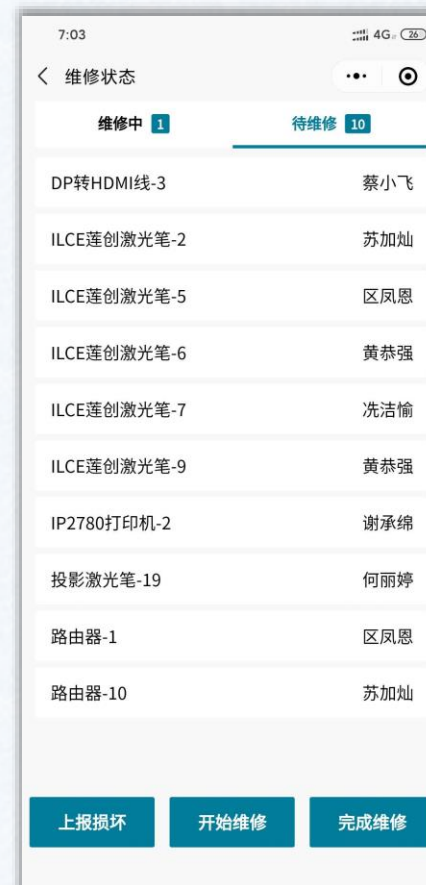 7:03 4G 26
维修状态
维修中 1 待维修 10
DP转HDMI线-3 蔡小飞
ILCE莲创激光笔-2 苏加灿
ILCE莲创激光笔-5 区凤恩
ILCE莲创激光笔-6 黄恭强
ILCE莲创激光笔-7 冼洁愉
ILCE莲创激光笔-9 黄恭强
IP2780打印机-2 谢承绵
投影激光笔-19 何丽婷
路由器-1 区凤恩
路由器-10 苏加灿
上报损坏 开始维修 完成维修